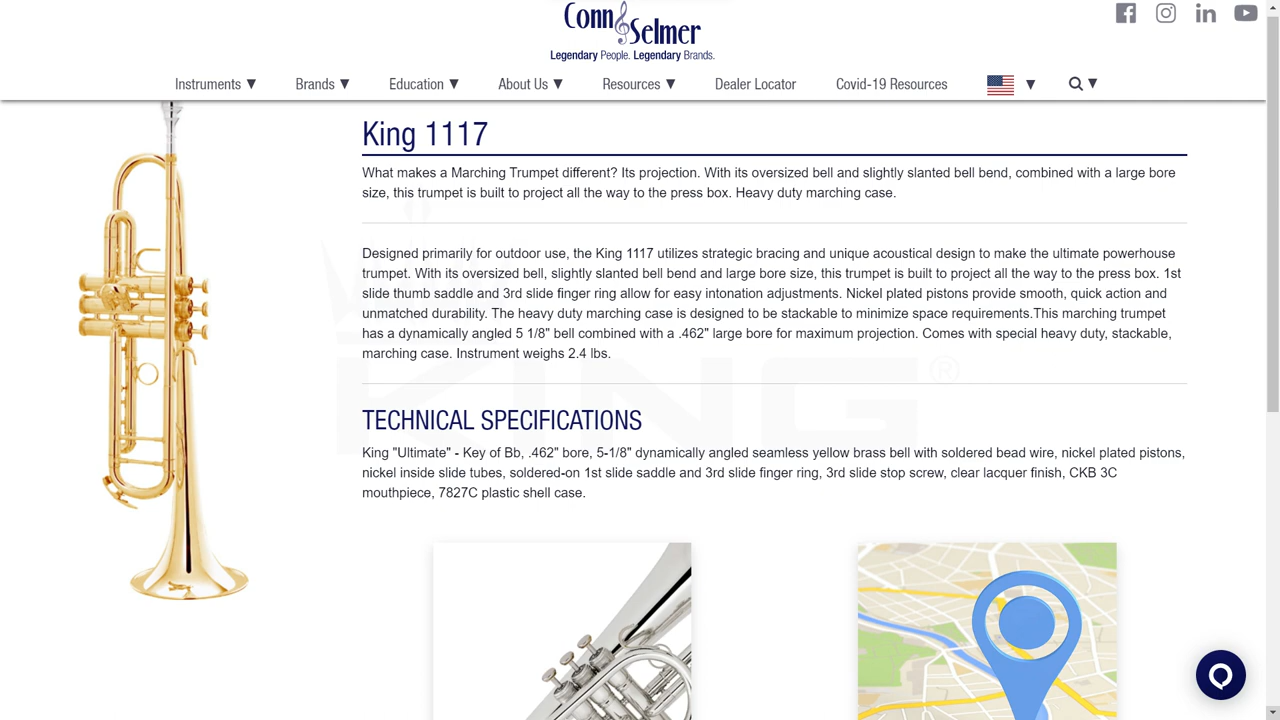 Conn Selmer
Legendary People. Legendary Brands.
Instruments ▼ Brands ▼ Education ▼ About Us ▼ Resources ▼ Dealer Locator Covid-19 Resources ▼ ▼
King 1117
What makes a Marching Trumpet different? Its projection. With its oversized bell and slightly slanted bell bend, combined with a large bore
size, this trumpet is built to project all the way to the press box. Heavy duty marching case.
Designed primarily for outdoor use, the King 1117 utilizes strategic bracing and unique acoustical design to make the ultimate powerhouse
trumpet. With its oversized bell, slightly slanted bell bend and large bore size, this trumpet is built to project all the way to the press box. 1st
slide thumb saddle and 3rd slide finger ring allow for easy intonation adjustments. Nickel plated pistons provide smooth, quick action and
unmatched durability. The heavy duty marching case is designed to be stackable to minimize space requirements.This marching trumpet
has a dynamically angled 5 1/8" bell combined with a .462" large bore for maximum projection. Comes with special heavy duty, stackable,
marching case. Instrument weighs 2.4 lbs.
KING®
TECHNICAL SPECIFICATIONS
King "Ultimate" - Key of Bb, .462" bore, 5-1/8" dynamically angled seamless yellow brass bell with soldered bead wire, nickel plated pistons,
nickel inside slide tubes, soldered-on 1st slide saddle and 3rd slide finger ring, 3rd slide stop screw, clear lacquer finish, CKB 3C
mouthpiece, 7827C plastic shell case.